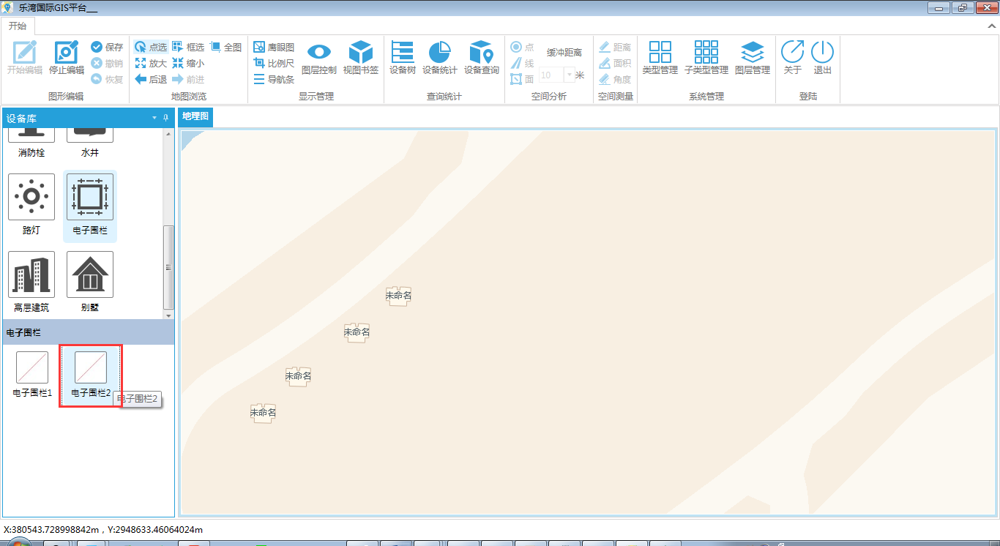 乐湾国际GIS平台__
开始
开始编辑 停止编辑 保存 撤销 恢复
图形编辑
点选 框选 全图
放大 缩小
后退 前进
地图浏览
鹰眼图
比例尺
导航条
图层控制 视图书签
显示管理
设备树 设备统计 设备查询
查询统计
点
线
面
缓冲距离
10 米
空间分析
距离
面积
角度
空间测量
类型管理 子类型管理 图层管理
系统管理
关于 退出
登陆
设备库
消防栓 水井
路灯 电子围栏
高层建筑 别墅
电子围栏
电子围栏1 电子围栏2
电子围栏2
地理图
未命名
未命名
未命名
未命名
X:380543.728998842m，Y:2948633.46064024m